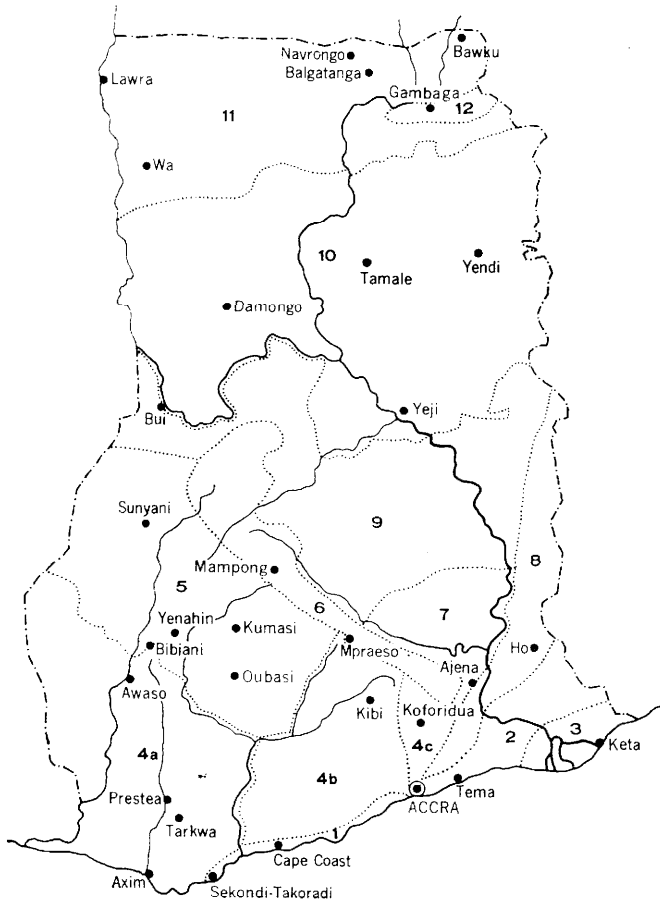 Navrongo
Bawku
Balgatanga
Lawra
Gambaga
11
12
Wa
10
Tamale
Yendi
Damongo
Bui
Yeji
Sunyani
9
Mampong
8
5
6
7
Yenahin
Kumasi
Mpraeso
Ho
Bibiani
Ajena
Oubasi
Awaso
Kibi
Koforidua
2
3
Keta
4a
4c
4b
Tema
Prestea
ACCRA
Tarkwa
1
Cape Coast
Axim
Sekondi-Takoradi